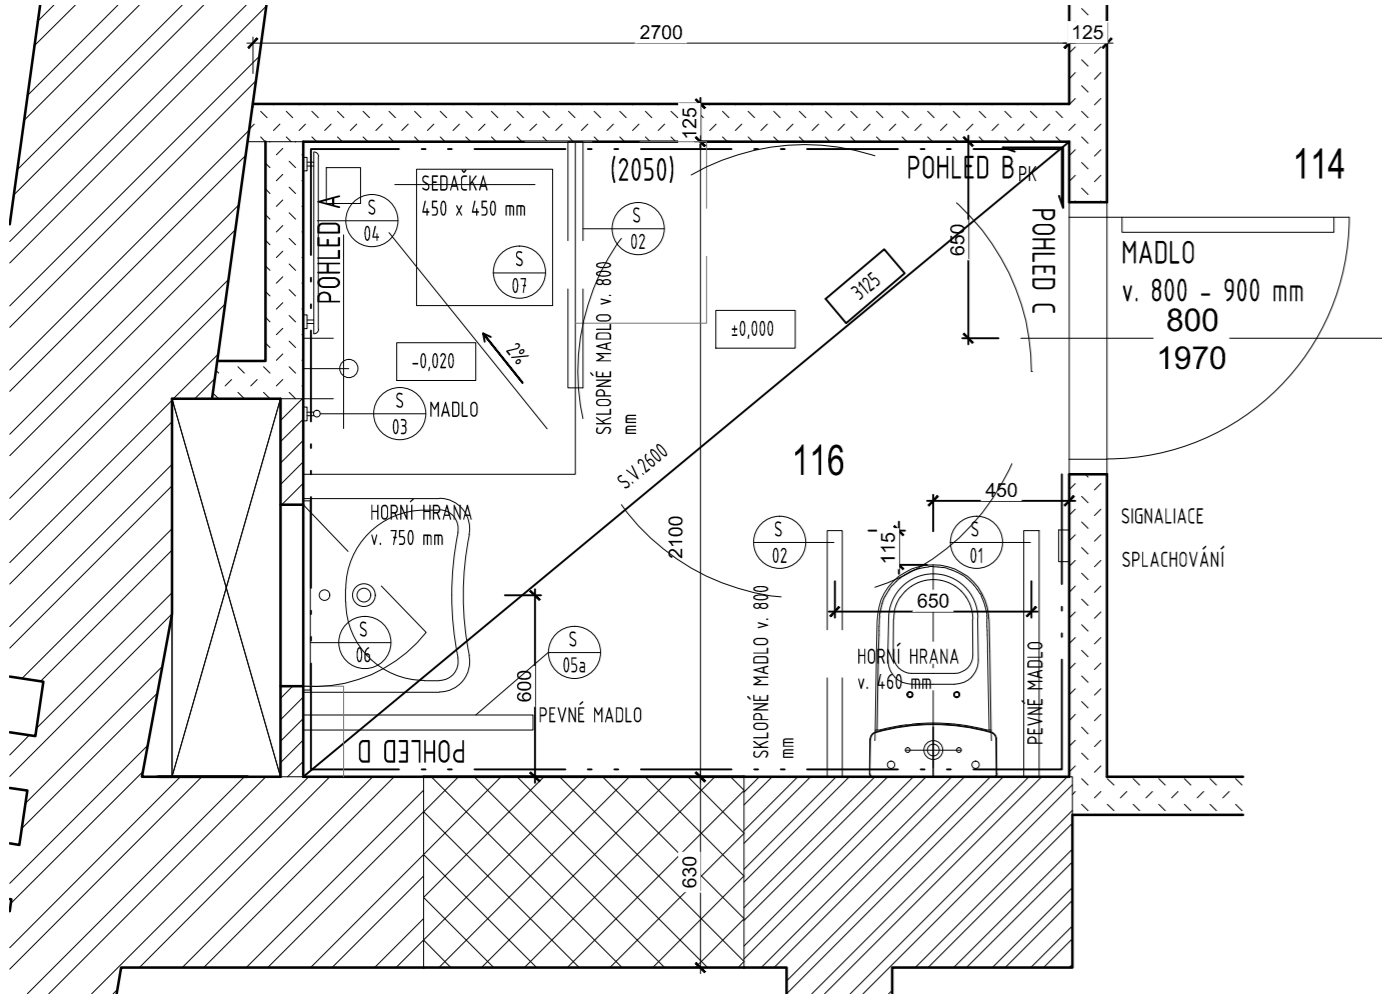 2700
125
125
(2050)
POHLED B
PK
114
SEDAČKA
450 x 450 mm
S
04
S
02
S
07
POHLED A
POHLED C
650
MADLO
v. 800 - 900 mm
800
1970
3125
±0,000
-0,020
2%
SKLOPNÉ MADLO v. 800
mm
S
03
MADLO
S.V.2600
116
450
HORNÍ HRANA
v. 750 mm
2100
S
02
115
S
01
SIGNALIACE
SPLACHOVÁNÍ
650
S
06
S
05a
600
SKLOPNÉ MADLO v. 800
mm
HORNÍ HRANA
v. 460 mm
PEVNÉ MADLO
PEVNÉ MADLO
POHLED D
630